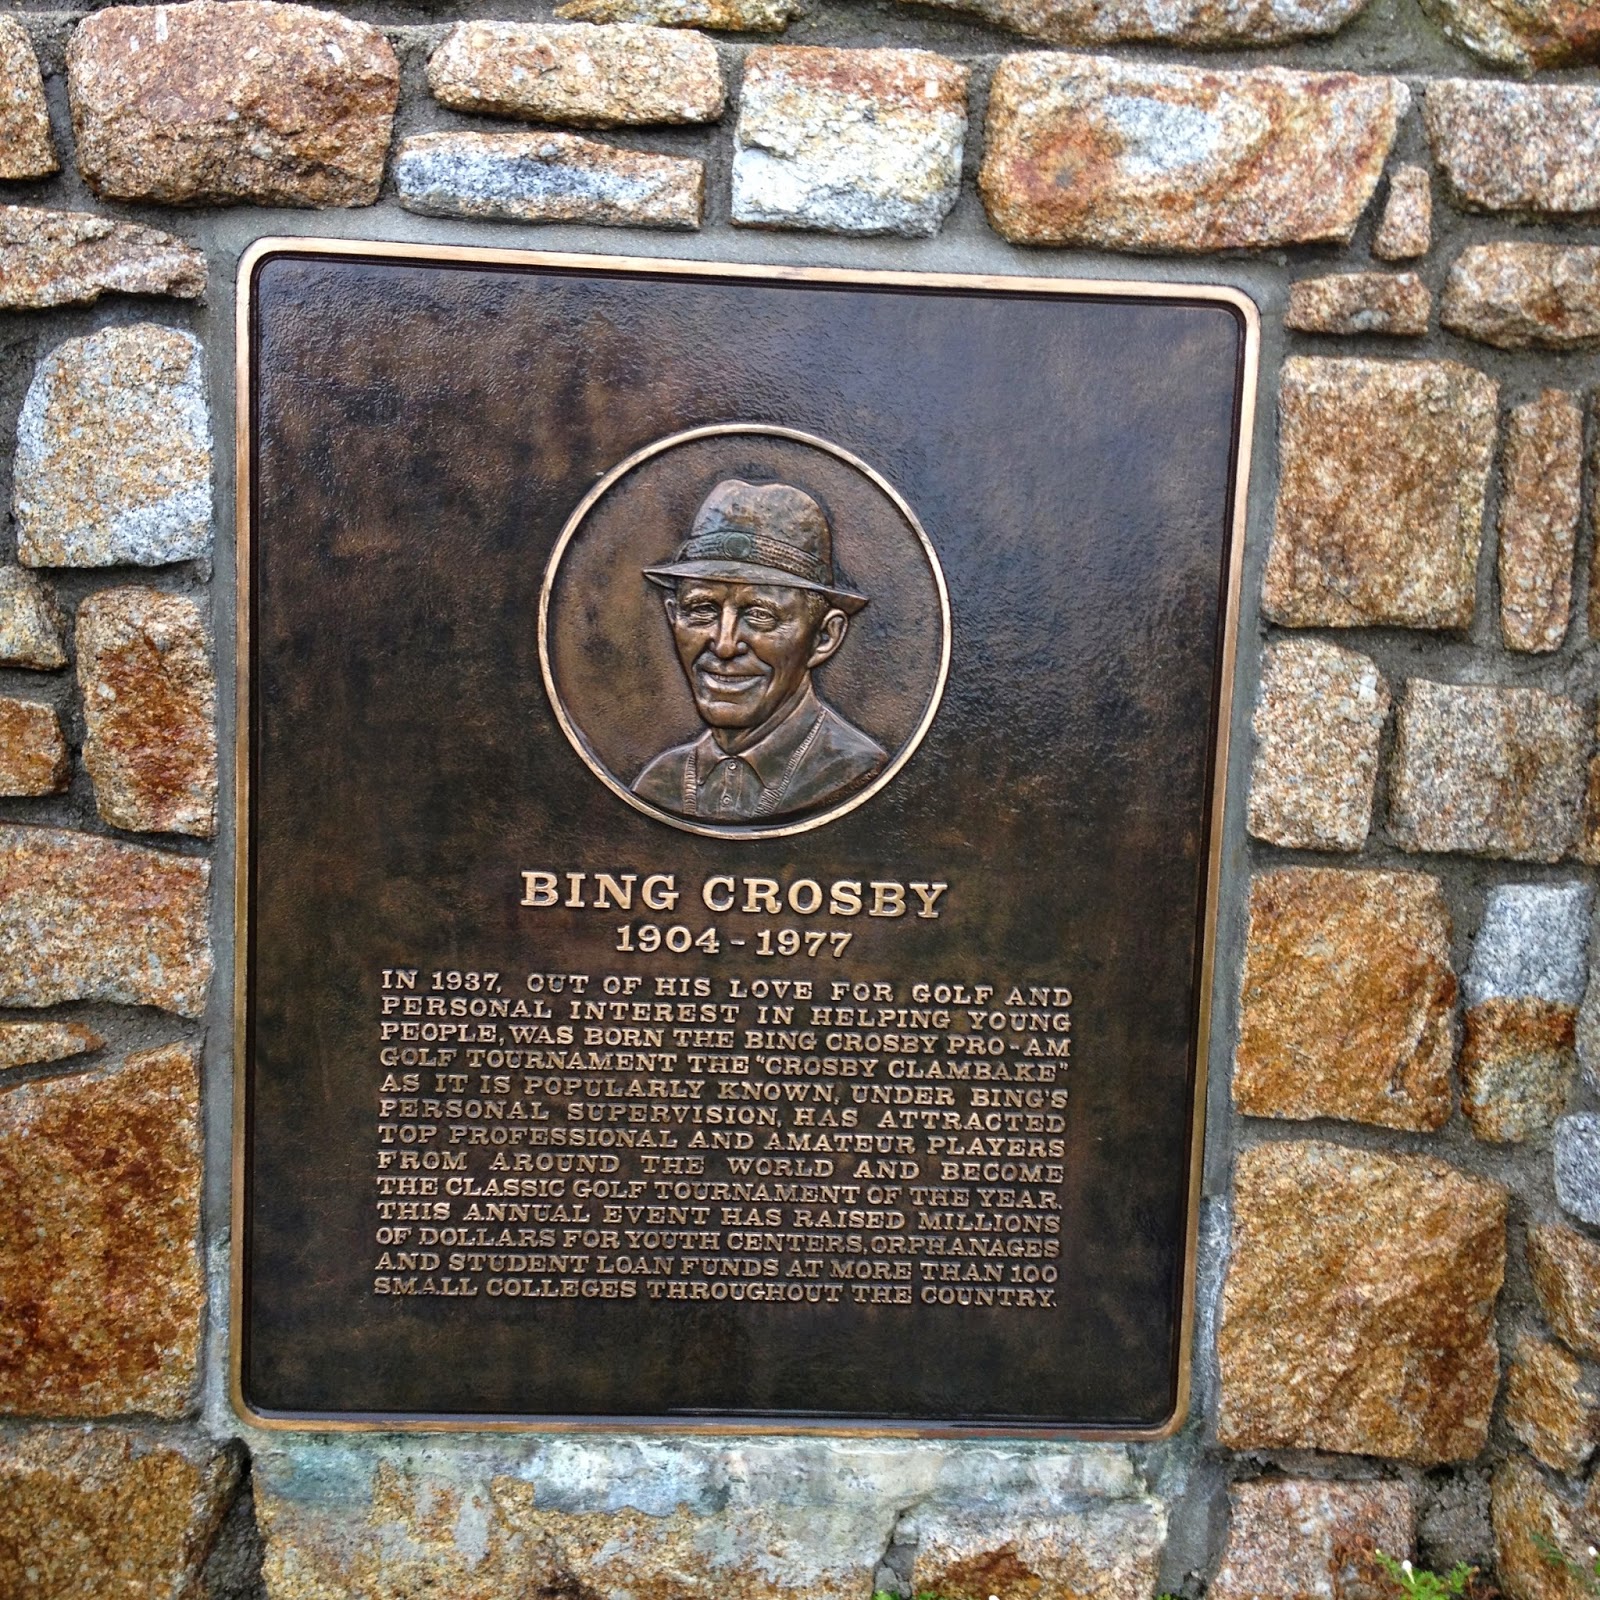 BING CROSBY
1904 - 1977
IN 1937, OUT OF HIS LOVE FOR GOLF AND
PERSONAL INTEREST IN HELPING YOUNG
PEOPLE, WAS BORN THE BING CROSBY PRO-AM
GOLF TOURNAMENT THE "CROSBY CLAMBAKE"
AS IT IS POPULARLY KNOWN, UNDER BING'S
PERSONAL SUPERVISION, HAS ATTRACTED
TOP PROFESSIONAL AND AMATEUR PLAYERS
FROM AROUND THE WORLD AND BECOME
THE CLASSIC GOLF TOURNAMENT OF THE YEAR.
THIS ANNUAL EVENT HAS RAISED MILLIONS
OF DOLLARS FOR YOUTH CENTERS, ORPHANAGES
AND STUDENT LOAN FUNDS AT MORE THAN 100
SMALL COLLEGES THROUGHOUT THE COUNTRY.